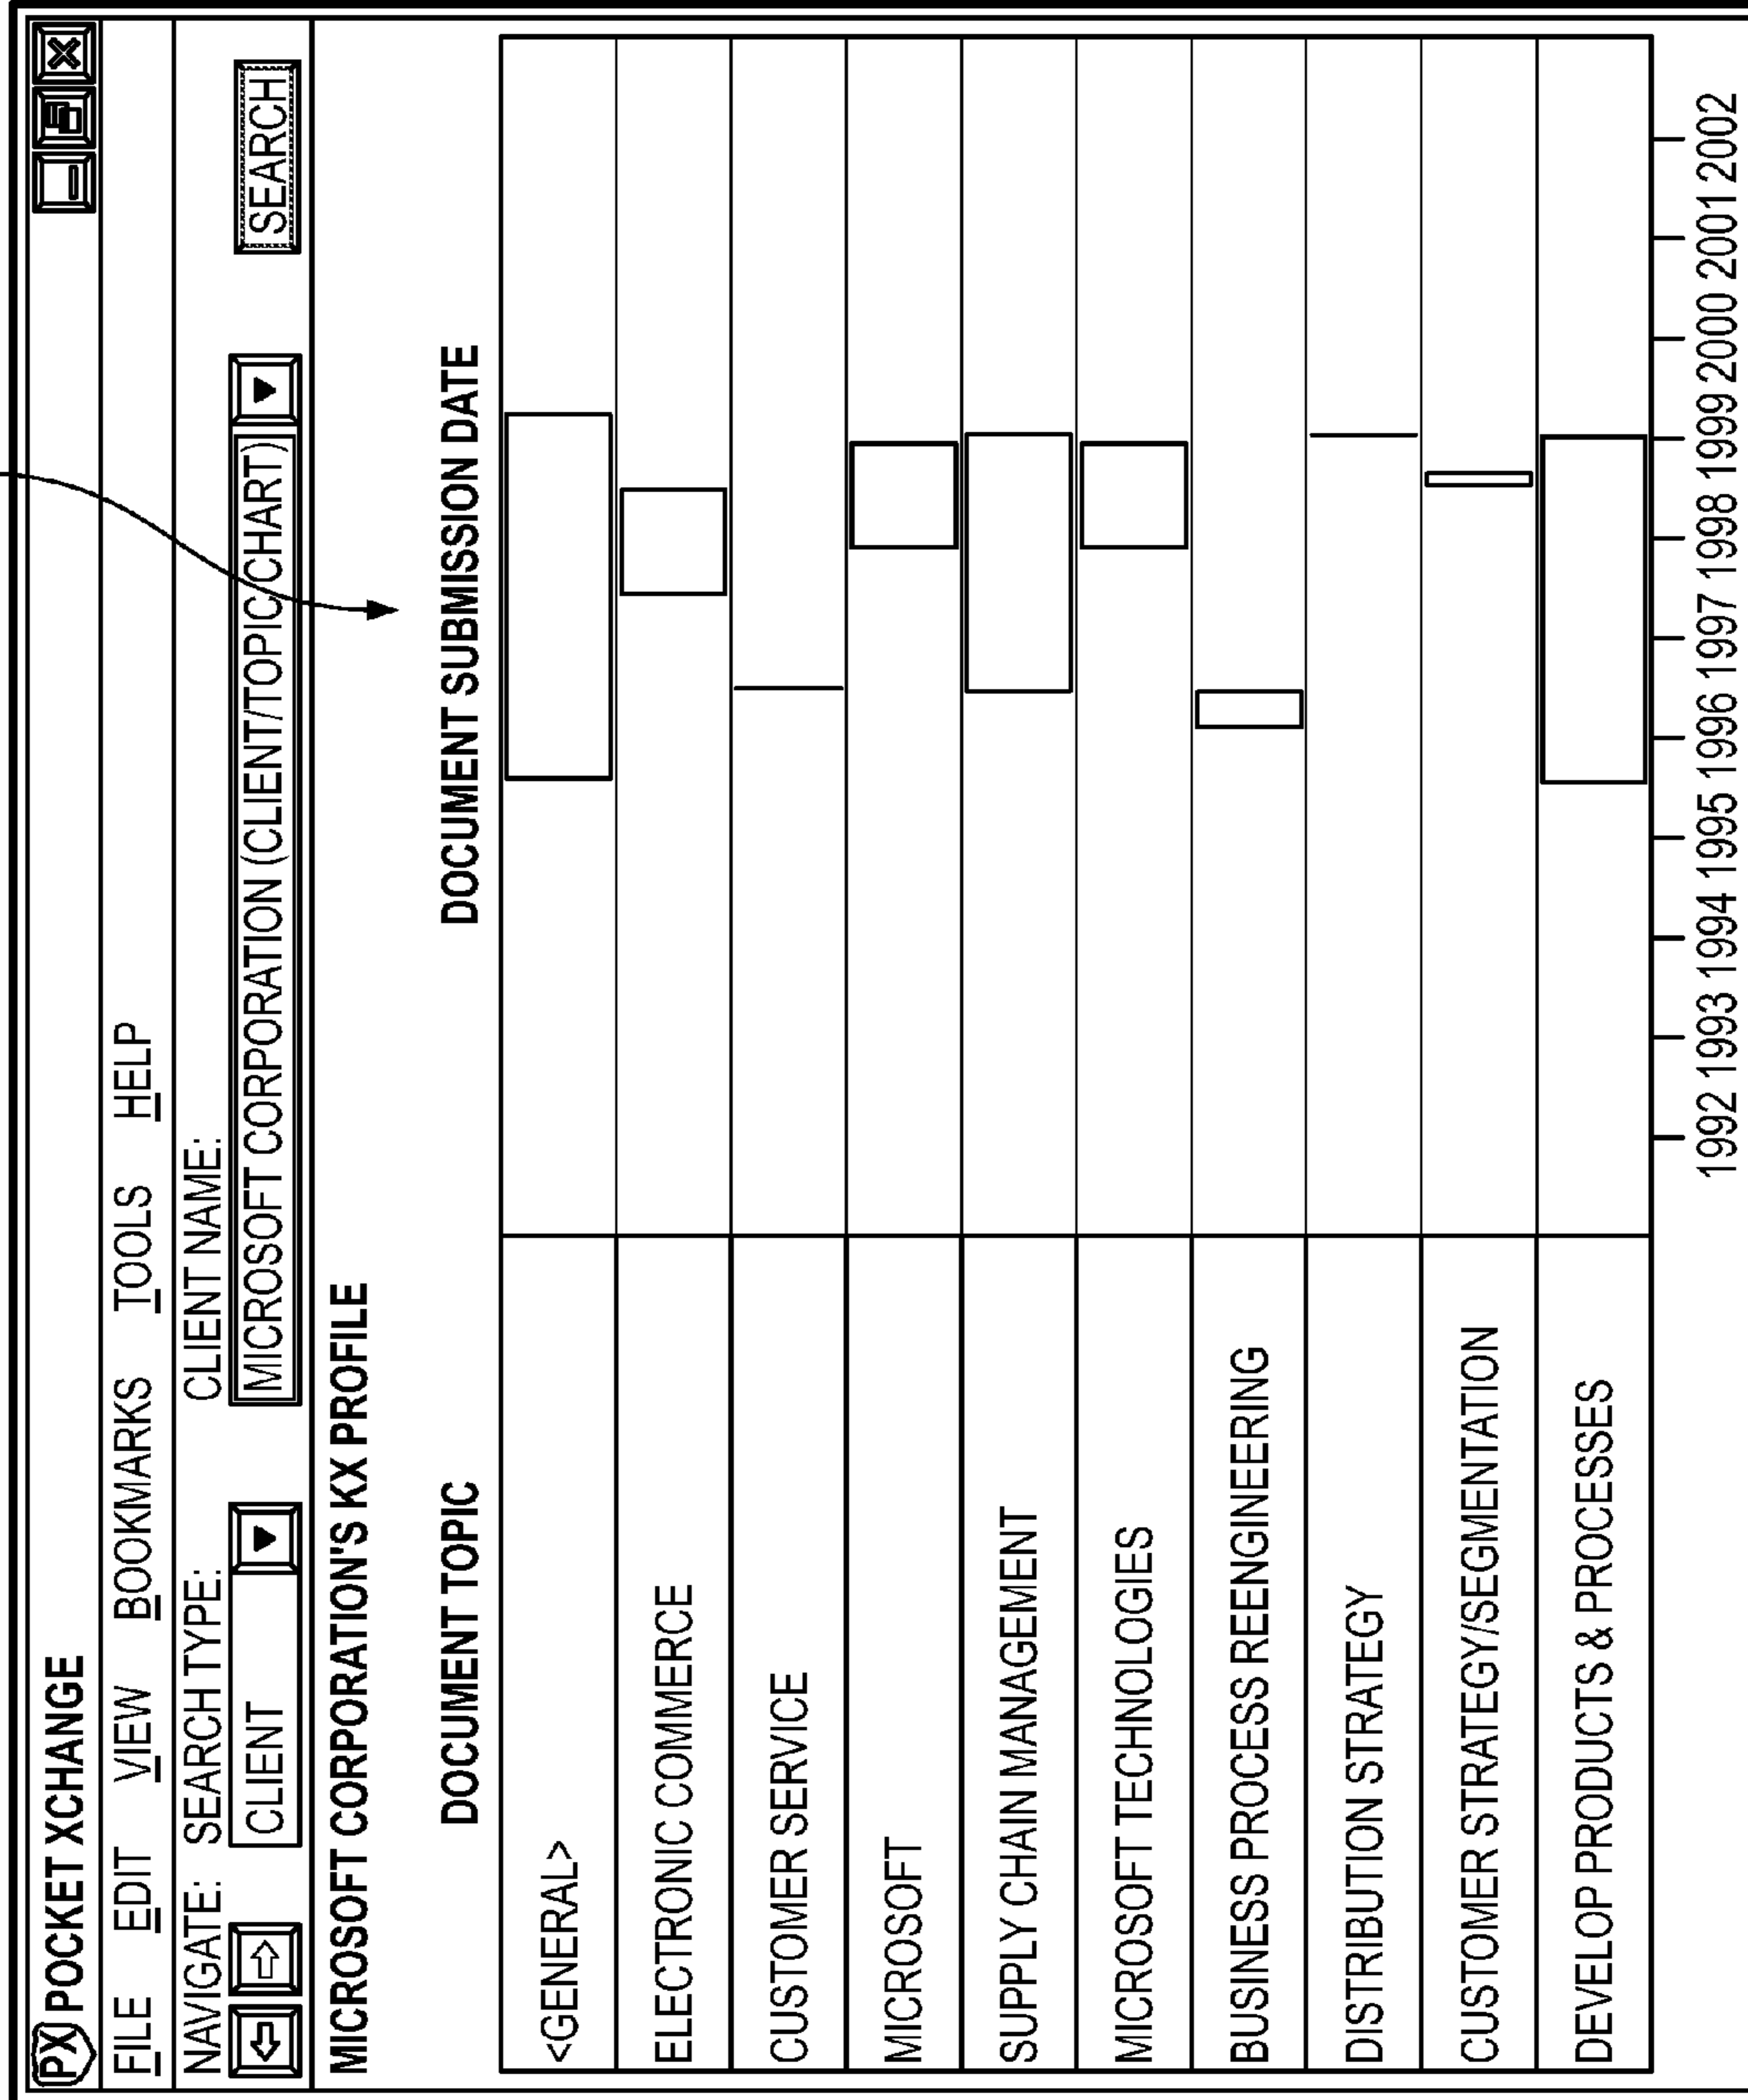 PX POCKET XCHANGE
FILE EDIT VIEW BOOKMARKS TOOLS HELP
NAVIGATE: SEARCH TYPE: CLIENT NAME:
CLIENT MICROSOFT CORPORATION (CLIENT/TOPIC CHART) SEARCH
MICROSOFT CORPORATION'S KX PROFILE
DOCUMENT TOPIC DOCUMENT SUBMISSION DATE
<GENERAL>
ELECTRONIC COMMERCE
CUSTOMER SERVICE
MICROSOFT
SUPPLY CHAIN MANAGEMENT
MICROSOFT TECHNOLOGIES
BUSINESS PROCESS REENGINEERING
DISTRIBUTION STRATEGY
CUSTOMER STRATEGY/SEGMENTATION
DEVELOP PRODUCTS & PROCESSES
1992 1993 1994 1995 1996 1997 1998 1999 2000 2001 2002